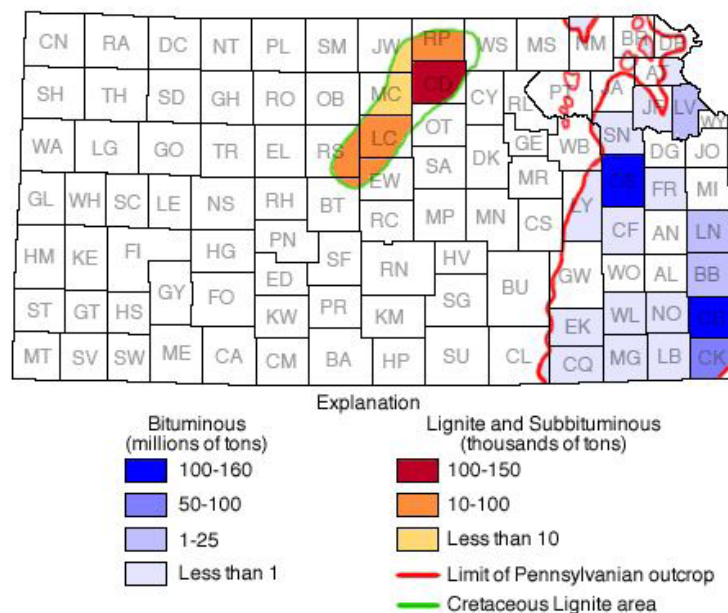 CN RA DC NT PL SM JW RP WS MS NM BR DP
SH TH SD GH RO OB MC CD CY RL PT JA AT JF LV
WA LG GO TR EL RS LC OT SA DK GE WB SN DG JO WY
GL WH SC LE NS RH BT EW RC MP MN MR CS LY OS FR MI
HM KE FI HG PN SF RN HV BU GW CF AN LN
ST GT HS GY FO ED KW PR KM SG EK WO AL BB
MT SV SW ME CA CM BA HP SU CL CQ WL MG NO LB CK
Explanation
Bituminous
(millions of tons)
100-160
50-100
1-25
Less than 1
Lignite and Subbituminous
(thousands of tons)
100-150
10-100
Less than 10
Limit of Pennsylvanian outcrop
Cretaceous Lignite area